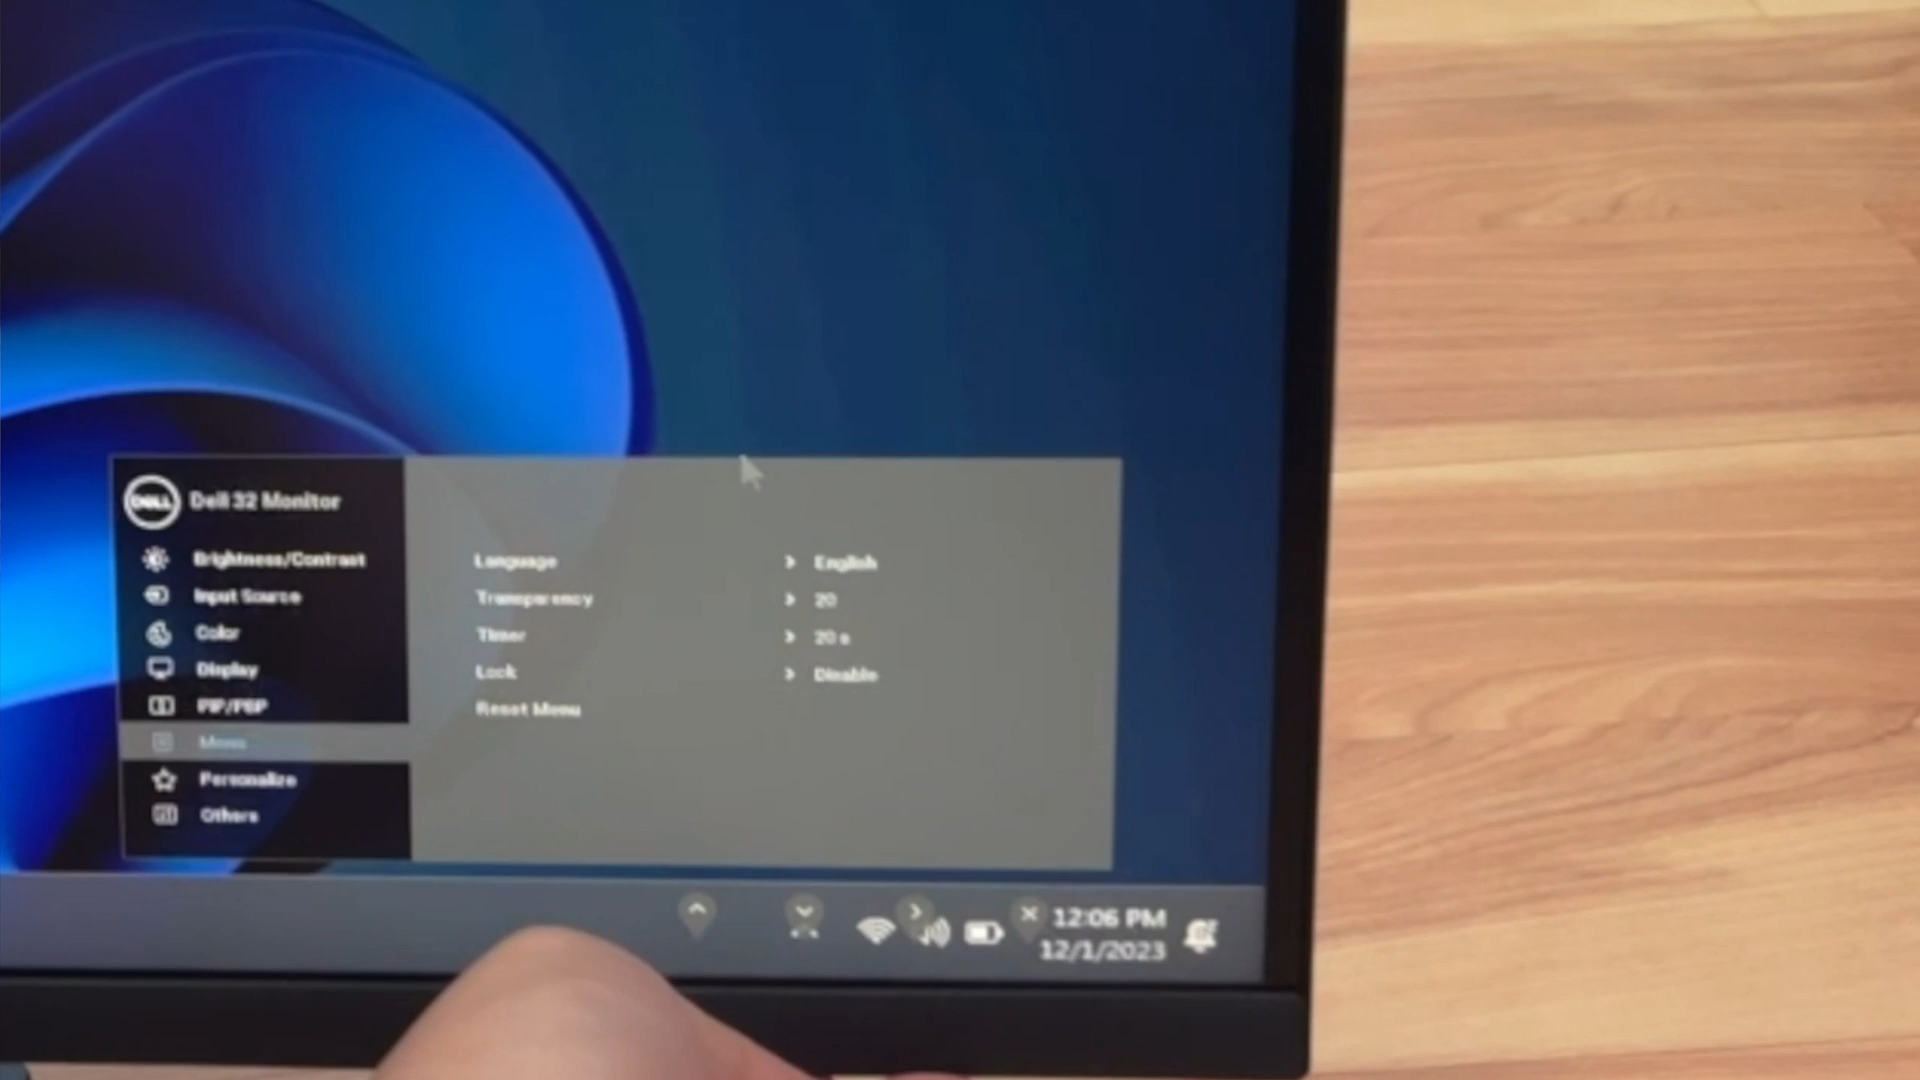 DELL Dell 32 Monitor
Brightness/Contrast
Input Source
Color
Display
PIP/PBP
Menu
Personalize
Others
Language > English
Transparency > 20
Timer > 20 s
Lock > Disable
Reset Menu
12:06 PM
12/1/2023